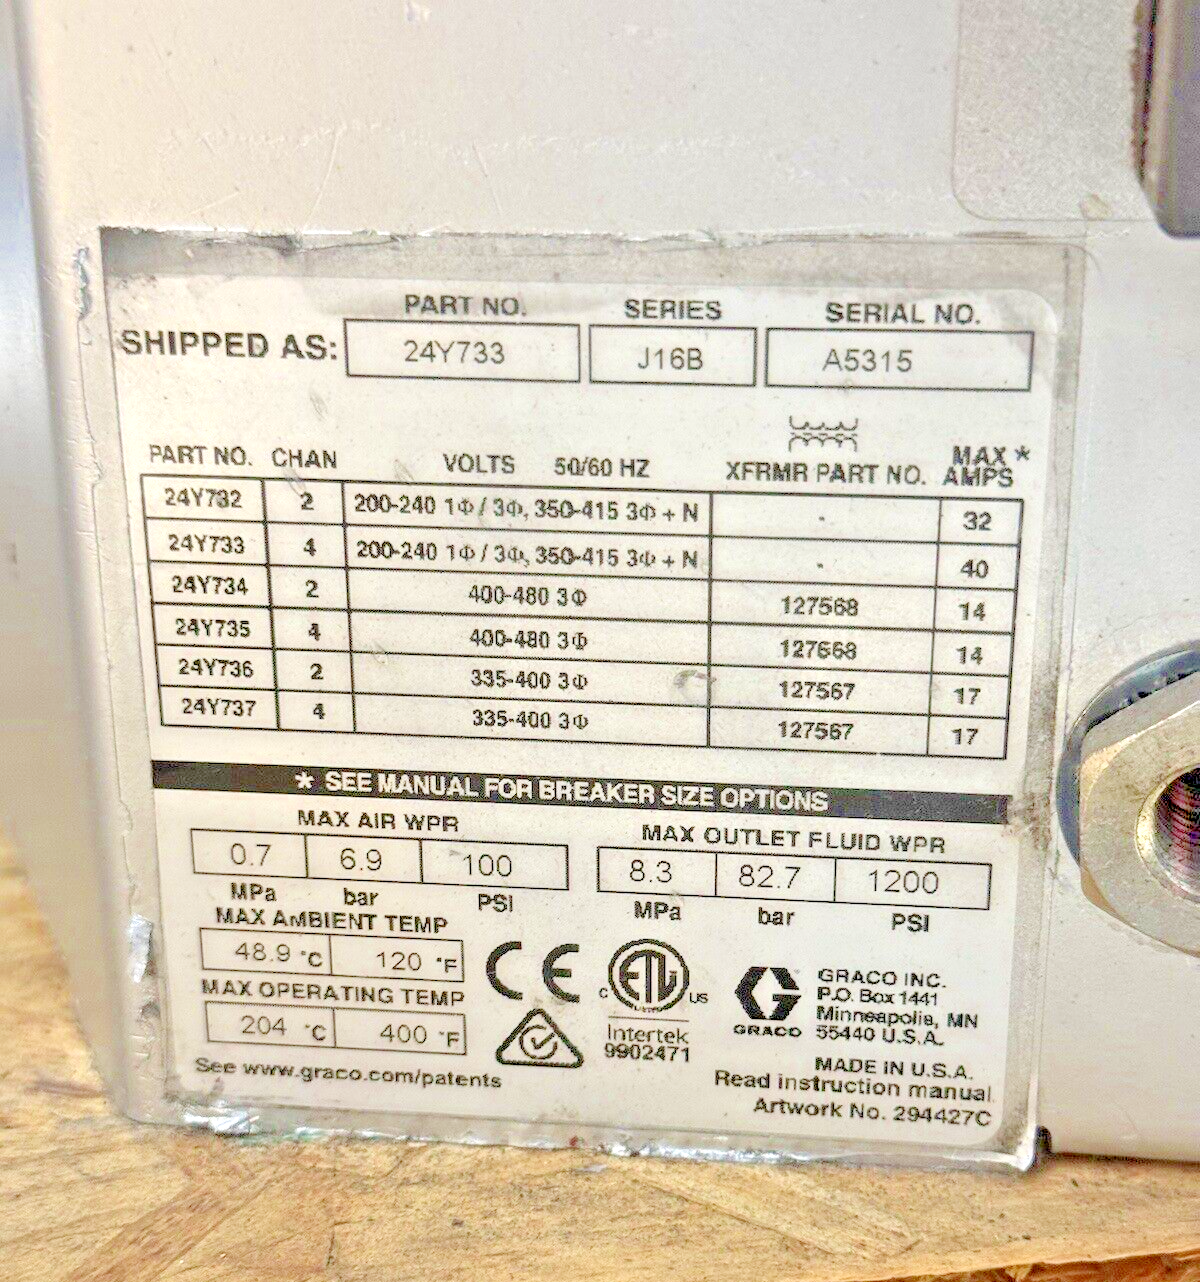 PART NO. SERIES SERIAL NO.
SHIPPED AS: 24Y733 J16B A5315
PART NO. CHAN VOLTS 50/60 HZ XFRMR PART NO. MAX * AMPS
24Y732 2 200-240 1Φ / 3Φ, 350-415 3Φ + N - 32
24Y733 4 200-240 1Φ / 3Φ, 350-415 3Φ + N - 40
24Y734 2 400-480 3Φ 127568 14
24Y735 4 400-480 3Φ 127568 14
24Y736 2 335-400 3Φ 127567 17
24Y737 4 335-400 3Φ 127567 17
* SEE MANUAL FOR BREAKER SIZE OPTIONS
MAX AIR WPR
0.7 6.9 100
MPa bar PSI
MAX OUTLET FLUID WPR
8.3 82.7 1200
MPa bar PSI
MAX AMBIENT TEMP
48.9 °C 120 °F
MAX OPERATING TEMP
204 °C 400 °F
See www.graco.com/patents
CE
C ETL US
Intertek
9902471
G
GRACO
GRACO INC.
P.O. Box 1441
Minneapolis, MN
55440 U.S.A.
MADE IN U.S.A.
Read instruction manual
Artwork No. 294427C